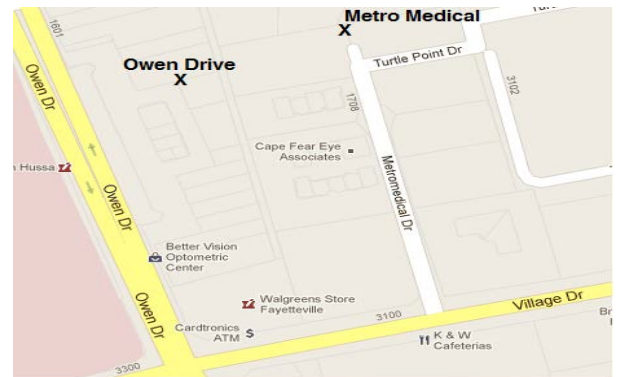 1601
Metro Medical
X
Turtle Point Dr
Owen Drive
X
Owen Dr
1708
3102
Cape Fear Eye
Associates
Hussa
Metromedical Dr
Owen Dr
Better Vision
Optometric
Center
Owen Dr
Walgreens Store
Fayetteville
Village Dr
3100
Cardtronics
ATM $
K & W
Cafeterias
3300